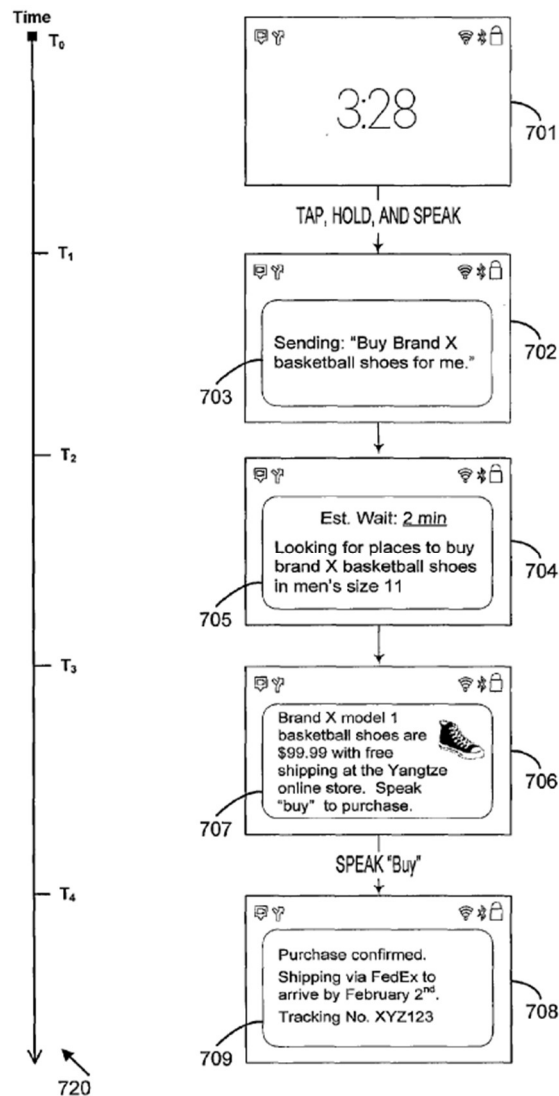 Time
T0
3:28
701
TAP, HOLD, AND SPEAK
T1
Sending: “Buy Brand X
basketball shoes for me.”
702
703
T2
Est. Wait: 2 min
Looking for places to buy
brand X basketball shoes
in men's size 11
704
705
T3
Brand X model 1
basketball shoes are
$99.99 with free
shipping at the Yangtze
online store. Speak
“buy” to purchase.
706
707
SPEAK “Buy”
T4
Purchase confirmed.
Shipping via FedEx to
arrive by February 2nd.
Tracking No. XYZ123
708
709
720